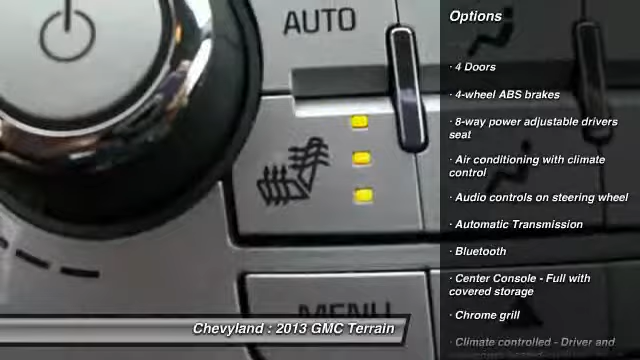 AUTO
MENU
Chevyland : 2013 GMC Terrain
Options
· 4 Doors
· 4-wheel ABS brakes
· 8-way power adjustable drivers
seat
· Air conditioning with climate
control
· Audio controls on steering wheel
· Automatic Transmission
· Bluetooth
· Center Console - Full with
covered storage
· Chrome grill
· Climate controlled - Driver and